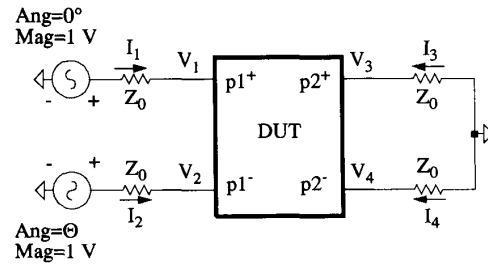 Ang=0°
Mag=1 V
I1
V1
V3
I3
- +
Z0
p1+ p2+
Z0
DUT
- +
Z0
V2
p1- p2-
V4
Z0
I2
I4
Ang=Θ
Mag=1 V